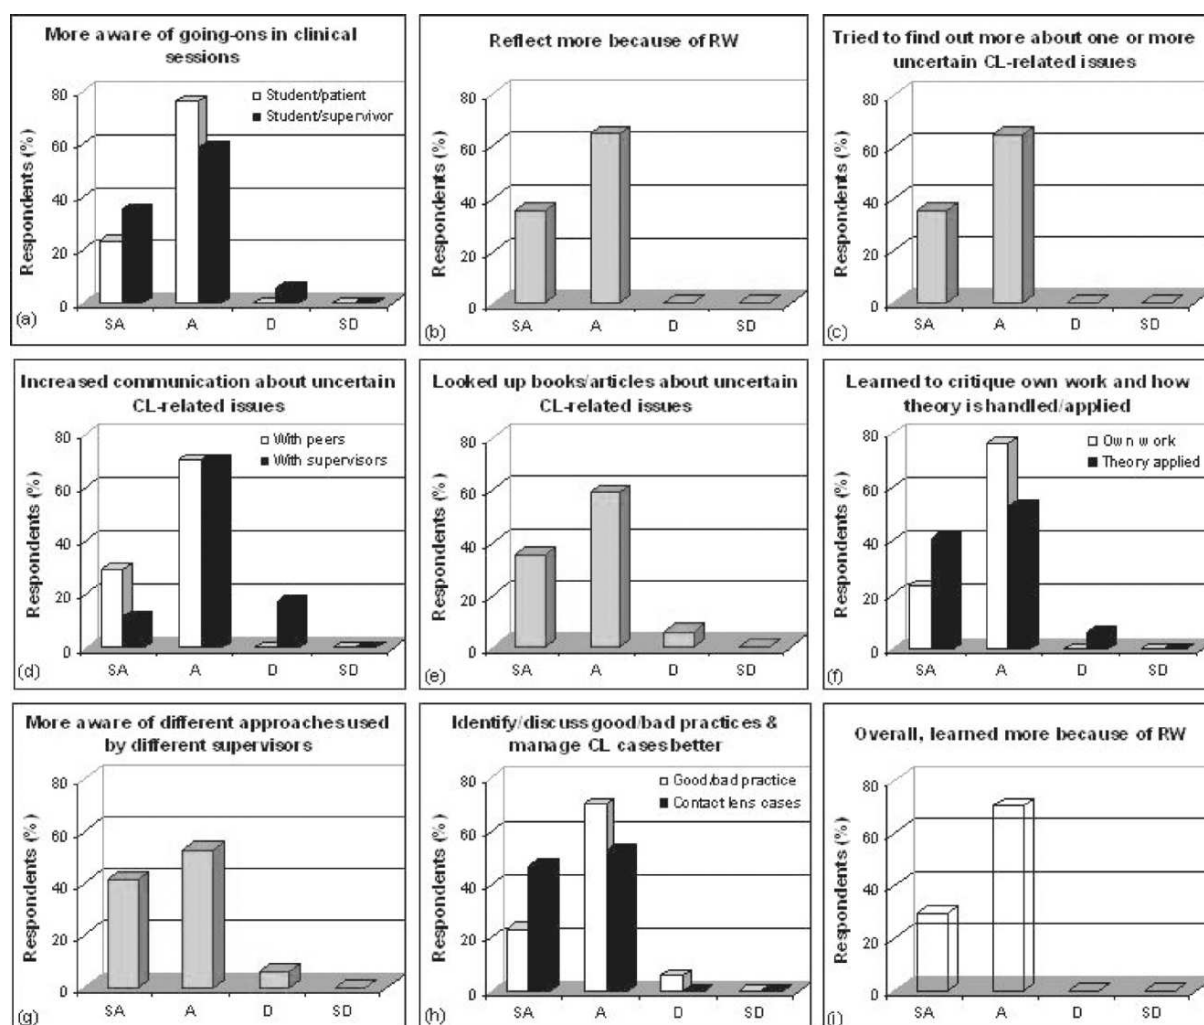 More aware of going-ons in clinical
sessions
Student/patient
Student/supervisor
Respondents (%)
80
60
40
20
0
SA A D SD
(a)
Reflect more because of RW
Respondents (%)
80
60
40
20
0
SA A D SD
(b)
Tried to find out more about one or more
uncertain CL-related issues
Respondents (%)
80
60
40
20
0
SA A D SD
(c)
Increased communication about uncertain
CL-related issues
With peers
With supervisors
Respondents (%)
80
60
40
20
0
SA A D SD
(d)
Looked up books/articles about uncertain
CL-related issues
Respondents (%)
80
60
40
20
0
SA A D SD
(e)
Learned to critique own work and how
theory is handled/applied
Own work
Theory applied
Respondents (%)
80
60
40
20
0
SA A D SD
(f)
More aware of different approaches used
by different supervisors
Respondents (%)
80
60
40
20
0
SA A D SD
(g)
Identify/discuss good/bad practices &
manage CL cases better
Good/bad practice
Contact lens cases
Respondents (%)
80
60
40
20
0
SA A D SD
(h)
Overall, learned more because of RW
Respondents (%)
80
60
40
20
0
SA A D SD
(i)